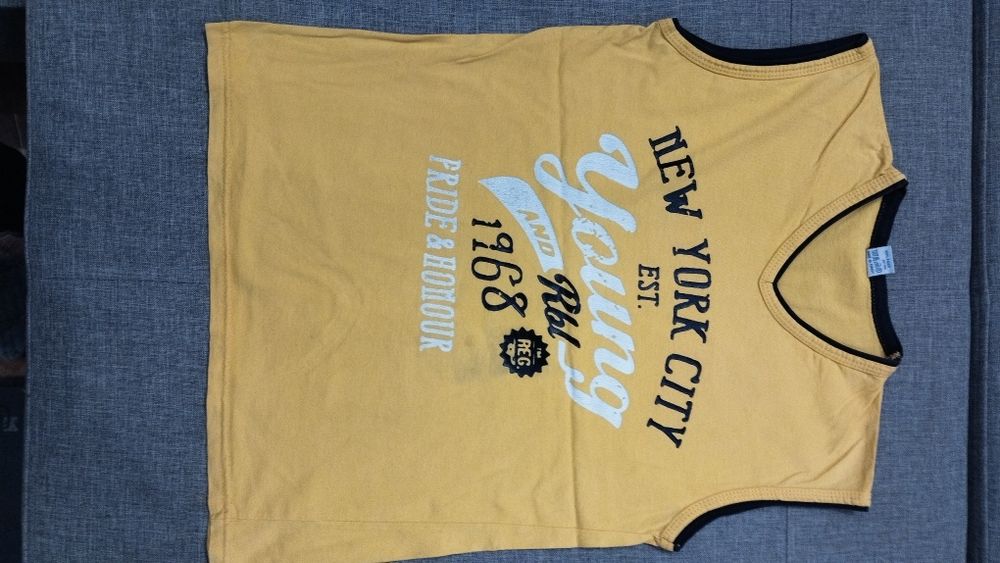 NEW YORK CITY
EST.
Young
AND Rbl
1968
REG.
PRIDE & HONOUR